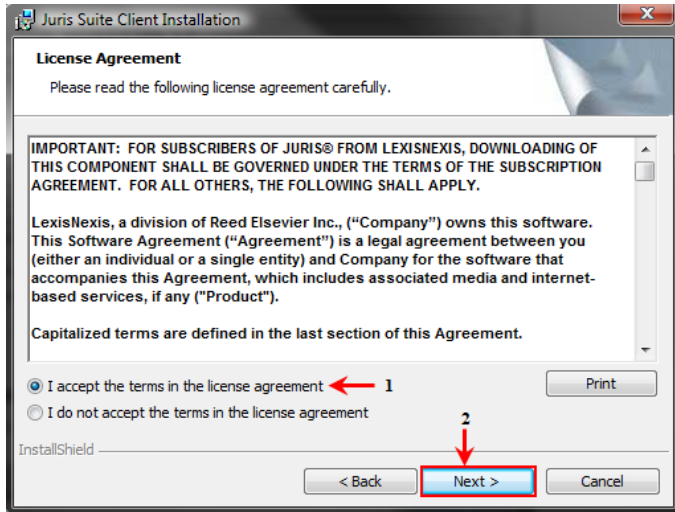 Juris Suite Client Installation
License Agreement
Please read the following license agreement carefully.
IMPORTANT: FOR SUBSCRIBERS OF JURIS® FROM LEXISNEXIS, DOWNLOADING OF
THIS COMPONENT SHALL BE GOVERNED UNDER THE TERMS OF THE SUBSCRIPTION
AGREEMENT. FOR ALL OTHERS, THE FOLLOWING SHALL APPLY.
LexisNexis, a division of Reed Elsevier Inc., (“Company”) owns this software.
This Software Agreement (“Agreement”) is a legal agreement between you
(either an individual or a single entity) and Company for the software that
accompanies this Agreement, which includes associated media and internet-
based services, if any ("Product").
Capitalized terms are defined in the last section of this Agreement.
I accept the terms in the license agreement 1
Print
I do not accept the terms in the license agreement
2
InstallShield
< Back Next > Cancel